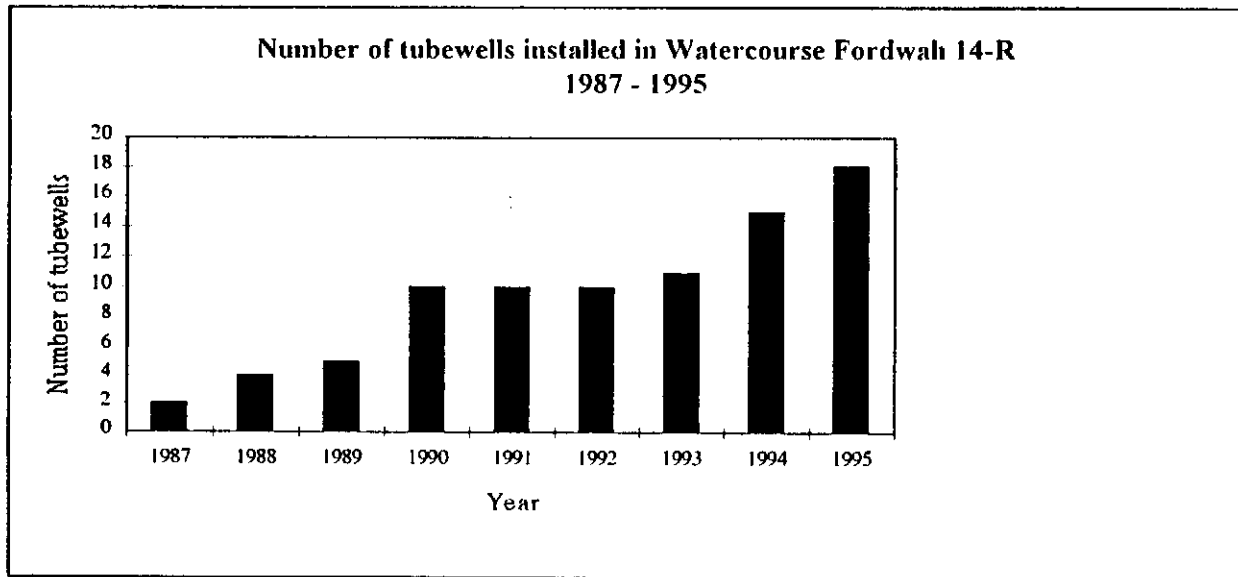 Number of tubewells installed in Watercourse Fordwah 14-R
1987 - 1995
Number of tubewells
20
18
16
14
12
10
8
6
4
2
0
1987 1988 1989 1990 1991 1992 1993 1994 1995
Year